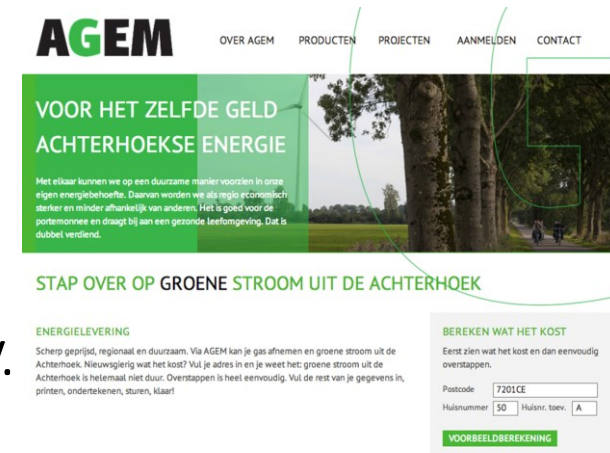 AGEM
OVER AGEM PRODUCTEN PROJECTEN AANMELDEN CONTACT
VOOR HET ZELFDE GELD
ACHTERHOEKSE ENERGIE
Met elkaar kunnen we op een duurzame manier voorzien in onze
eigen energiebehoefte. Daarvan worden we als regio economisch
sterker en minder afhankelijk van anderen. Het is goed voor de
portemonnee en draagt bij aan een gezonde leefomgeving. Dat is
dubbel verdiend.
STAP OVER OP GROENE STROOM UIT DE ACHTERHOEK
ENERGIELEVERING
Scherp geprijsd, regionaal en duurzaam. Via AGEM kan je gas afnemen en groene stroom uit de
Achterhoek. Nieuwsgierig wat het kost? Vul je adres in en je weet het: groene stroom uit de
Achterhoek is helemaal niet duur. Overstappen is heel eenvoudig. Vul de rest van je gegevens in,
printen, ondertekenen, sturen, klaar!
BEREKEN WAT HET KOST
Eerst zien wat het kost en dan eenvoudig
overstappen.
Postcode 7201CE
Huisnummer 50 Huisnr. toev. A
VOORBEELDBEREKENING